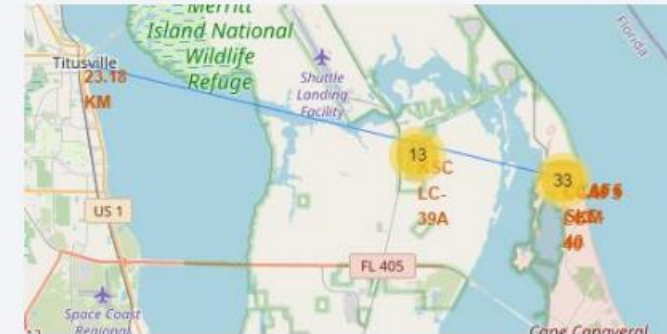 Merritt
Island National
Wildlife
Refuge
Florida
Titusville
23.18
KM
Shuttle
Landing
Facility
13
KSC
LC-
39A
33
40
US 1
FL 405
Space Coast
Regional
Cape Canaveral